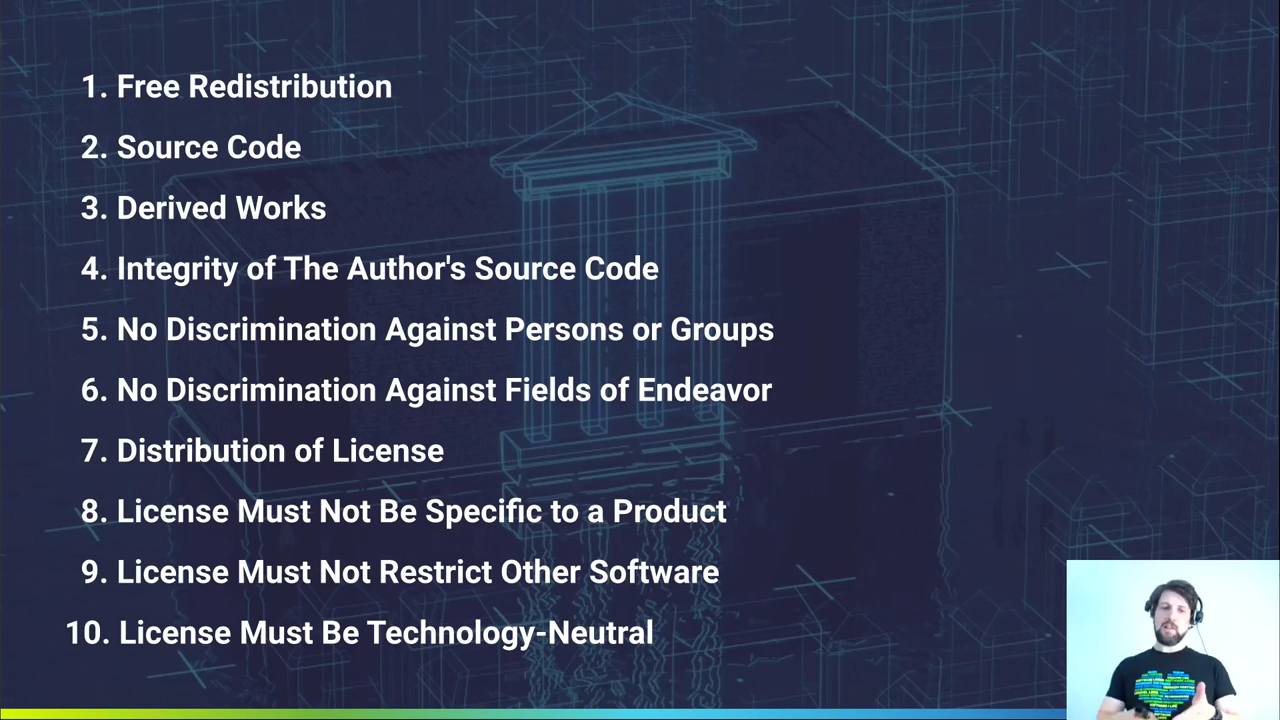 1. Free Redistribution
2. Source Code
3. Derived Works
4. Integrity of The Author's Source Code
5. No Discrimination Against Persons or Groups
6. No Discrimination Against Fields of Endeavor
7. Distribution of License
8. License Must Not Be Specific to a Product
9. License Must Not Restrict Other Software
10. License Must Be Technology-Neutral